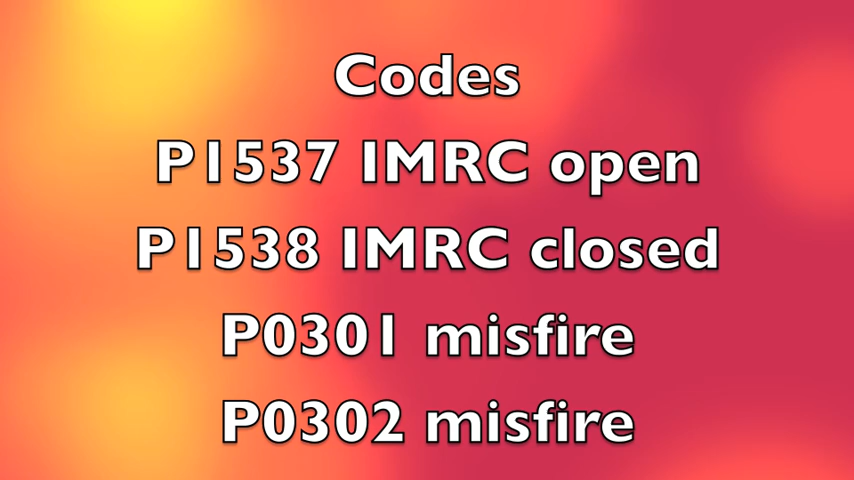 Codes
P1537 IMRC open
P1538 IMRC closed
P0301 misfire
P0302 misfire